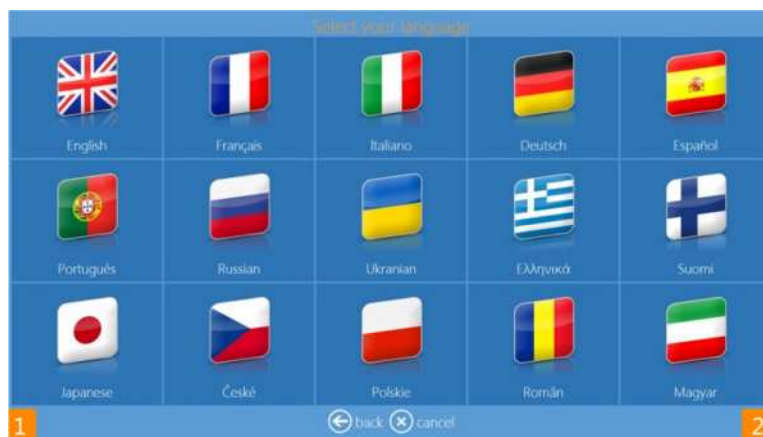 Select your language
English Français Italiano Deutsch Español
Português Russian Ukranian Ελληνικά Suomi
Japanese České Polskie Român Magyar
1 back cancel 2